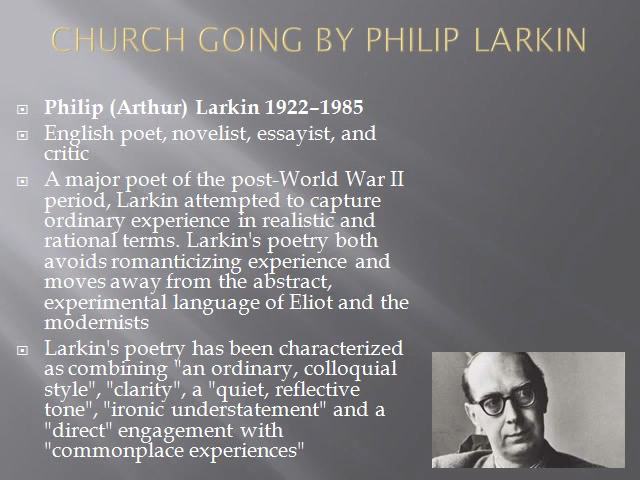 CHURCH GOING BY PHILIP LARKIN
Philip (Arthur) Larkin 1922–1985
English poet, novelist, essayist, and
critic
A major poet of the post-World War II
period, Larkin attempted to capture
ordinary experience in realistic and
rational terms. Larkin's poetry both
avoids romanticizing experience and
moves away from the abstract,
experimental language of Eliot and the
modernists
Larkin's poetry has been characterized
as combining "an ordinary, colloquial
style", "clarity", a "quiet, reflective
tone", "ironic understatement" and a
"direct" engagement with
"commonplace experiences"